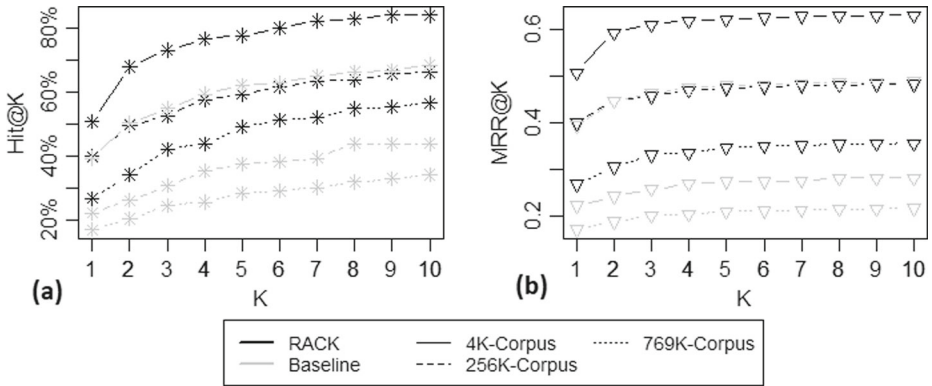 80%
60%
40%
20%
Hit@K
1 2 3 4 5 6 7 8 9 10
K
(a)
0.6
0.4
0.2
MRR@K
1 2 3 4 5 6 7 8 9 10
K
(b)
RACK 4K-Corpus 769K-Corpus
Baseline 256K-Corpus